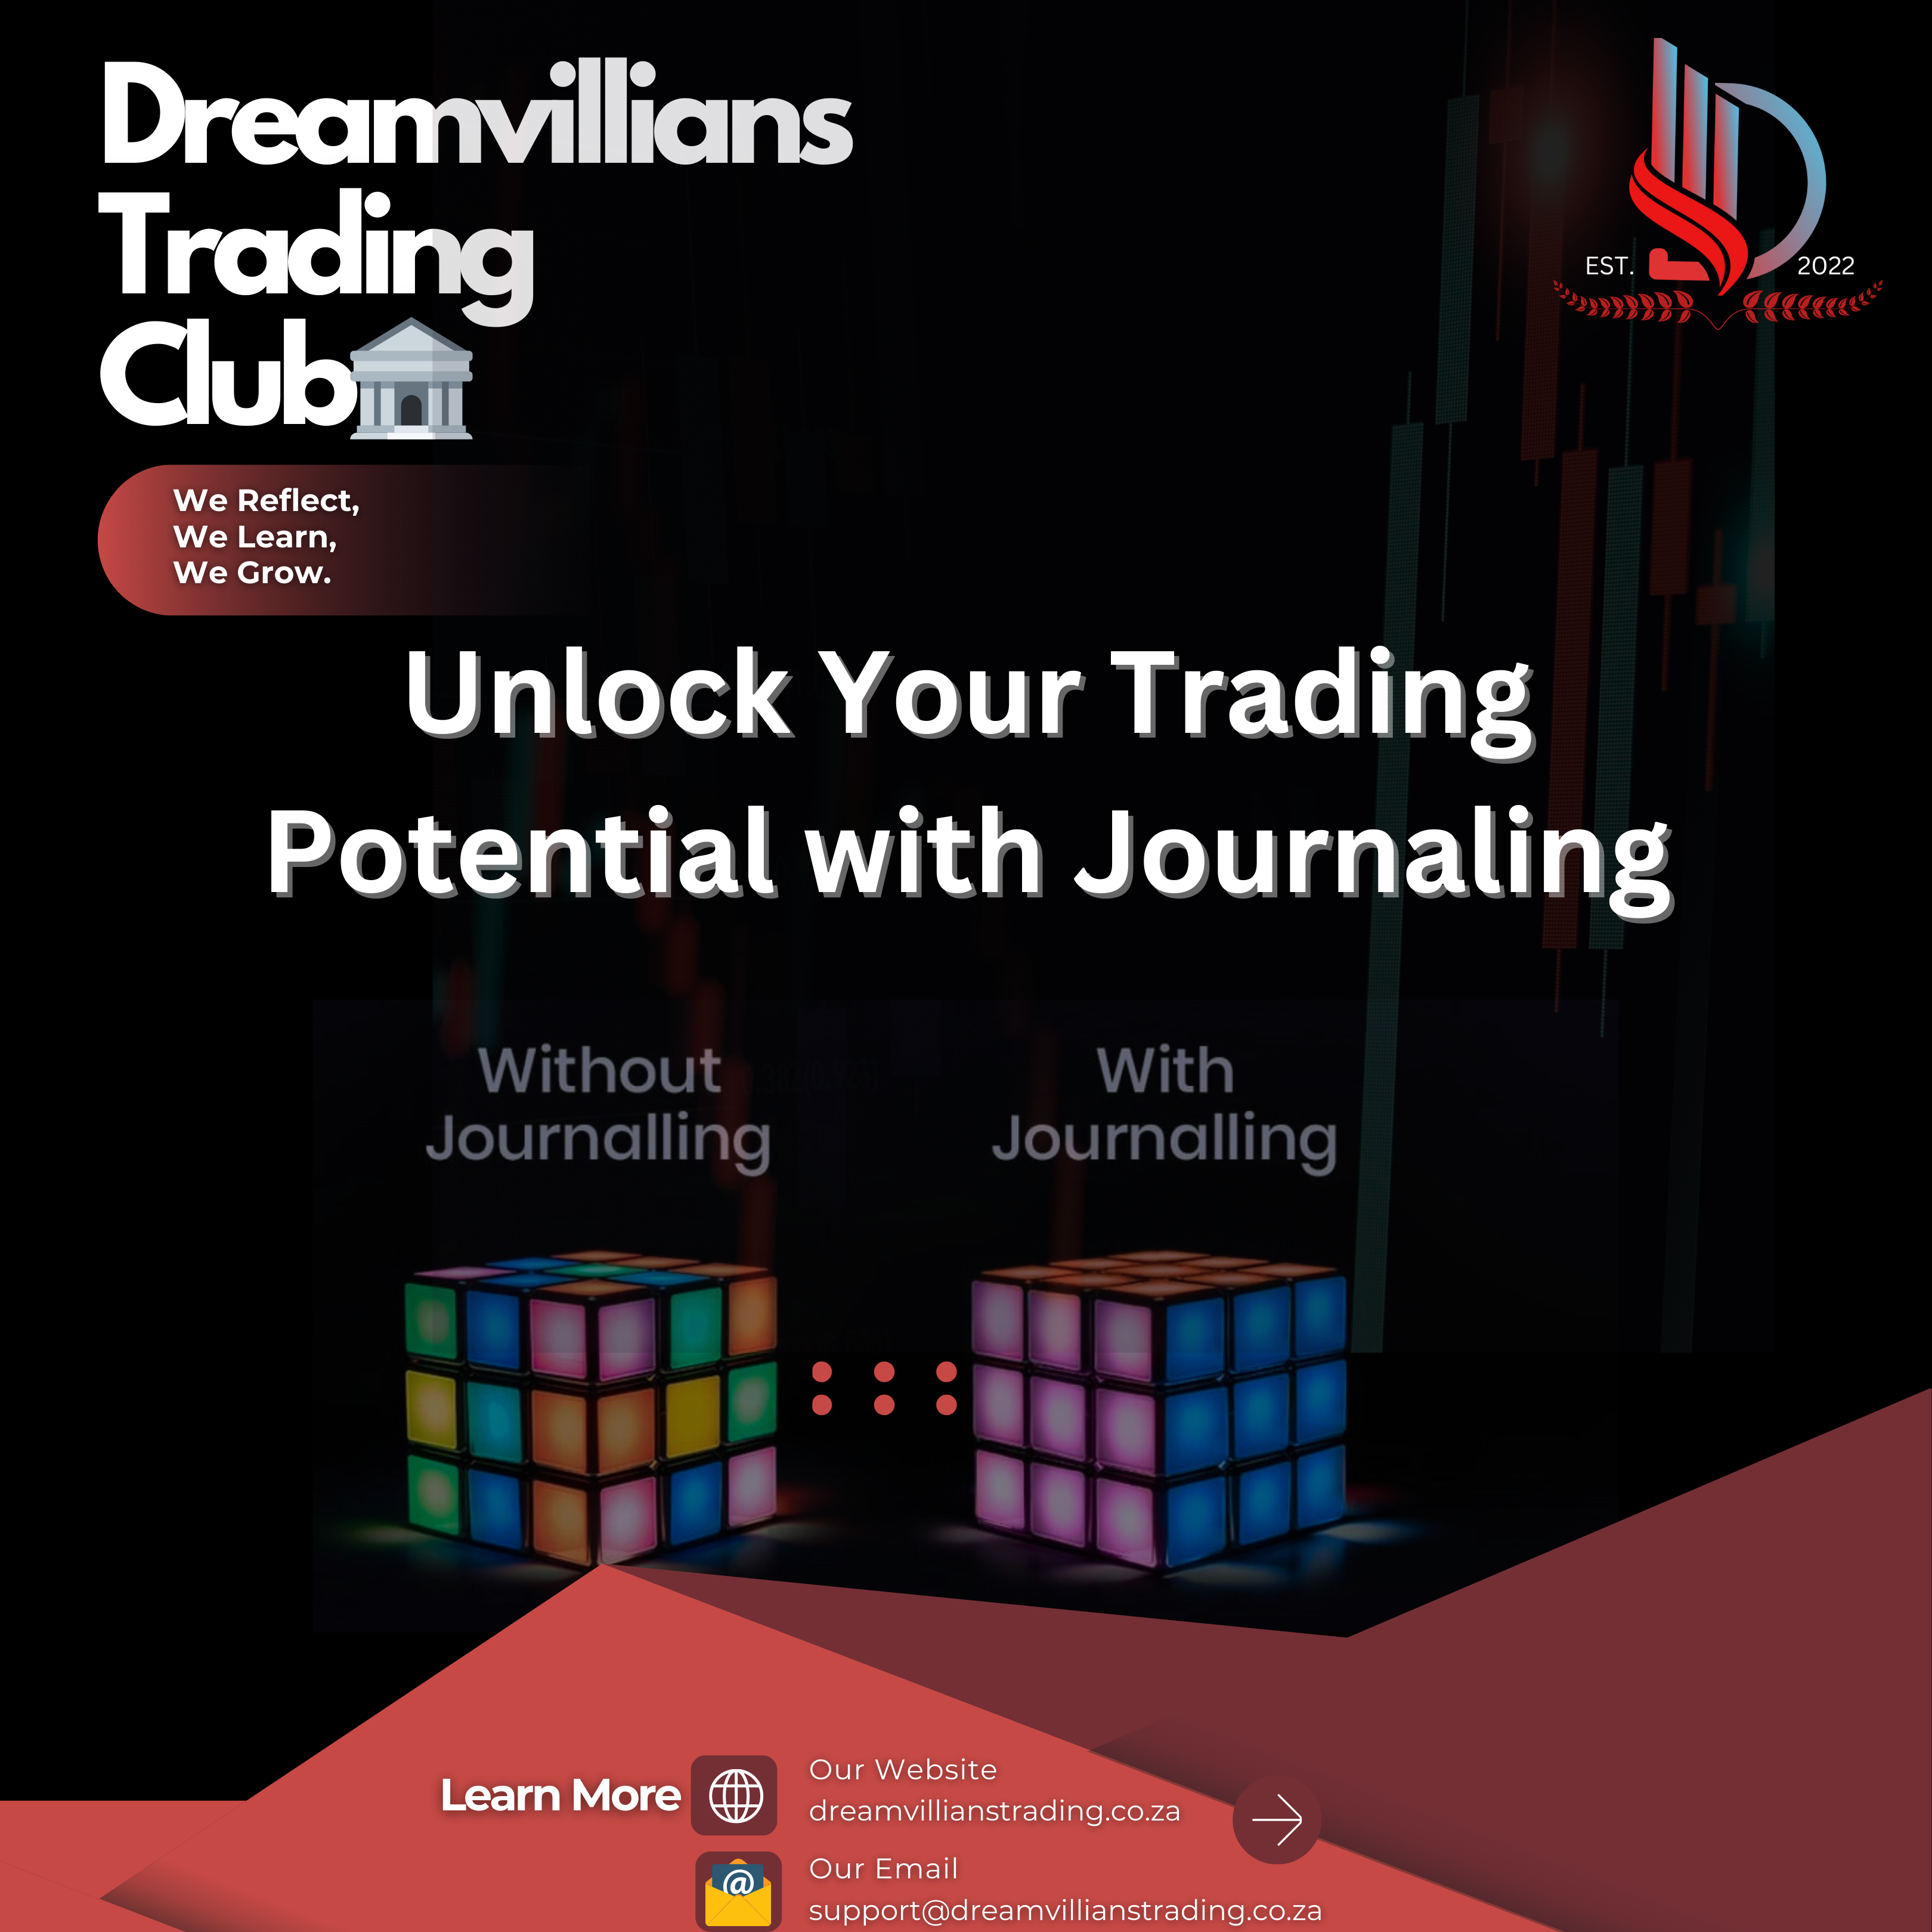 Dreamvillians
Trading
Club
EST.
2022
We Reflect,
We Learn,
We Grow.
Unlock Your Trading
Potential with Journaling
Without
Journalling
With
Journalling
Learn More
Our Website
dreamvillianstrading.co.za
@
Our Email
support@dreamvillianstrading.co.za